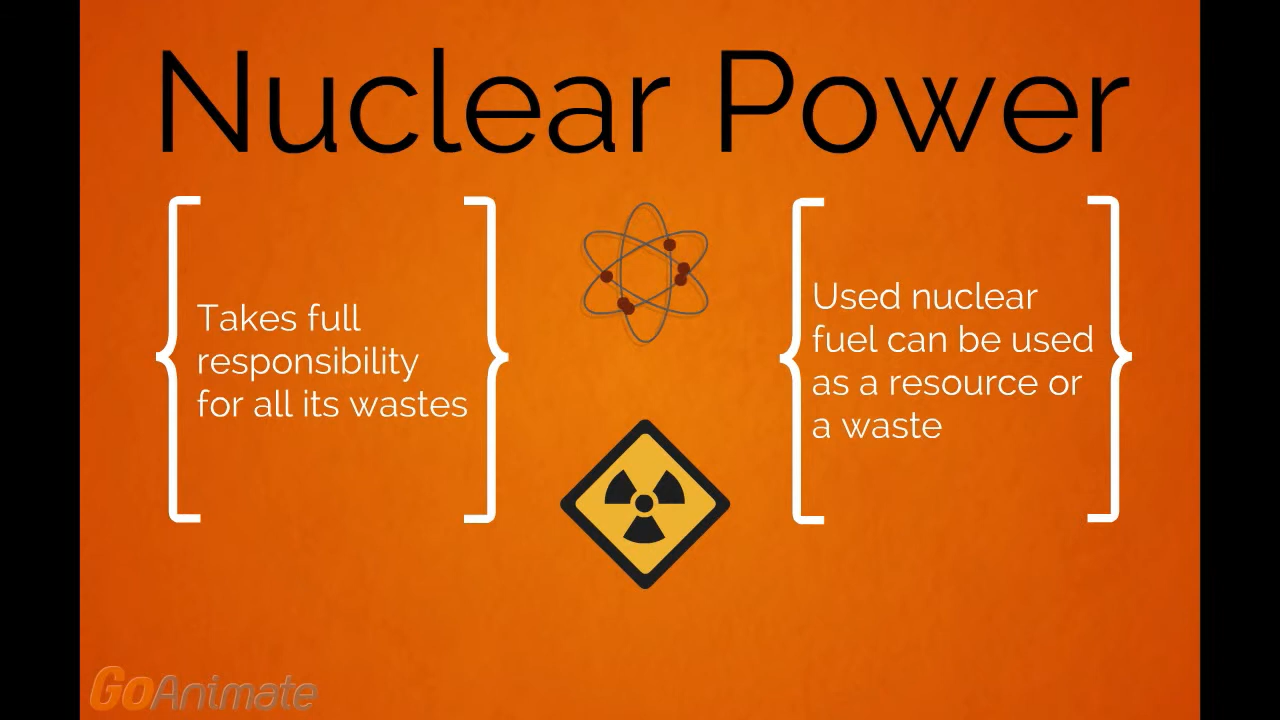 Nuclear Power
Takes full
responsibility
for all its wastes
Used nuclear
fuel can be used
as a resource or
a waste
GoAnimate